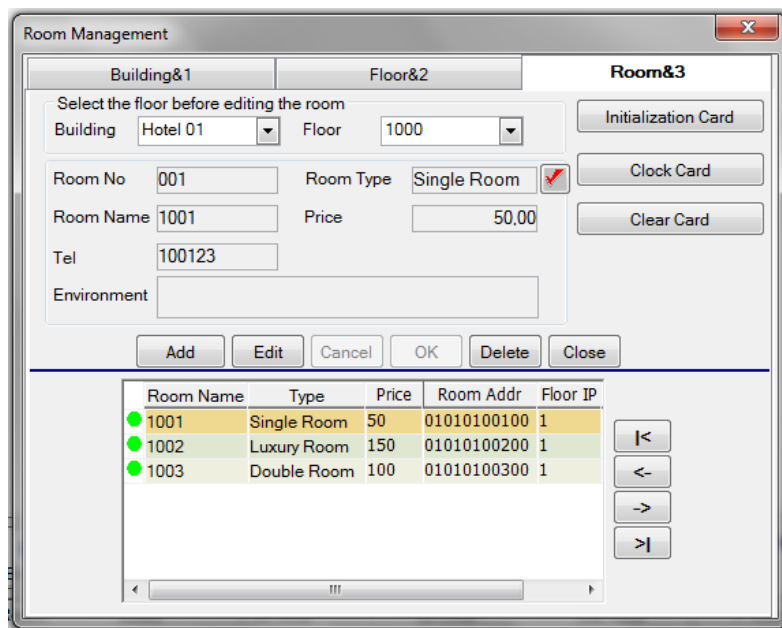 Room Management
Building&1 Floor&2 Room&3
Select the floor before editing the room
Building Hotel 01 Floor 1000
Initialization Card
Room No 001 Room Type Single Room
Clock Card
Room Name 1001 Price 50,00
Clear Card
Tel 100123
Environment
Add Edit Cancel OK Delete Close
Room Name Type Price Room Addr Floor IP
1001 Single Room 50 01010100100 1
1002 Luxury Room 150 01010100200 1
1003 Double Room 100 01010100300 1
|<
<-
->
>|